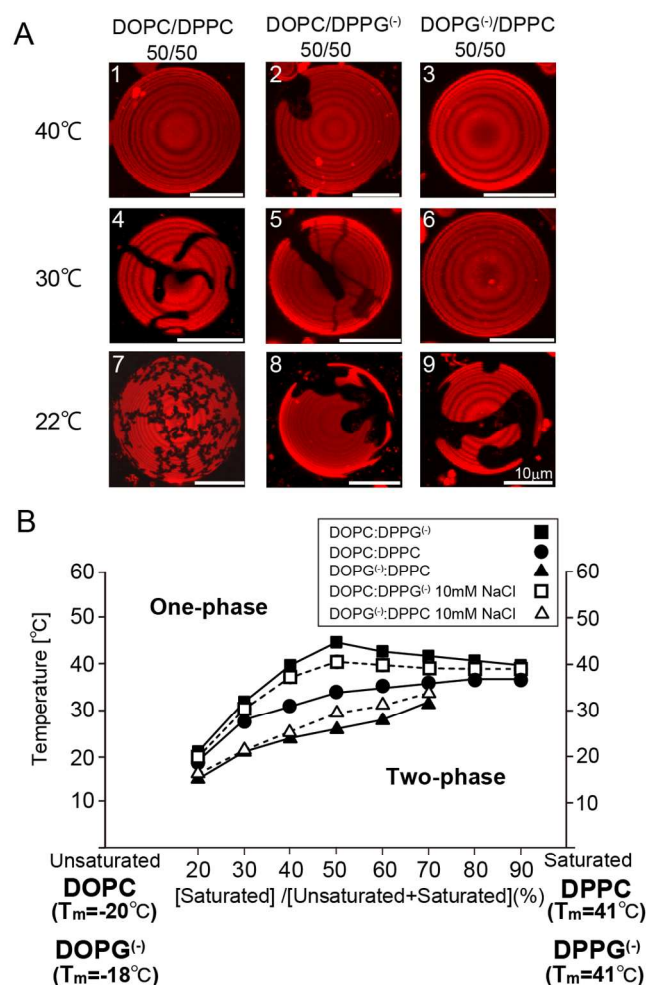 A
DOPC/DPPC
50/50
DOPC/DPPG(-)
50/50
DOPG(-)/DPPC
50/50
40℃
1
2
3
30℃
4
5
6
22℃
7
8
9
10μm
B
DOPC:DPPG(-)
DOPC:DPPC
DOPG(-):DPPC
DOPC:DPPG(-) 10mM NaCl
DOPG(-):DPPC 10mM NaCl
One-phase
Two-phase
Temperature [℃]
60
50
40
30
20
10
60
50
40
30
20
10
20 30 40 50 60 70 80 90
[Saturated] /[Unsaturated+Saturated](%)
Unsaturated
DOPC
(Tm=-20℃)
DOPG(-)
(Tm=-18℃)
Saturated
DPPC
(Tm=41℃)
DPPG(-)
(Tm=41℃)